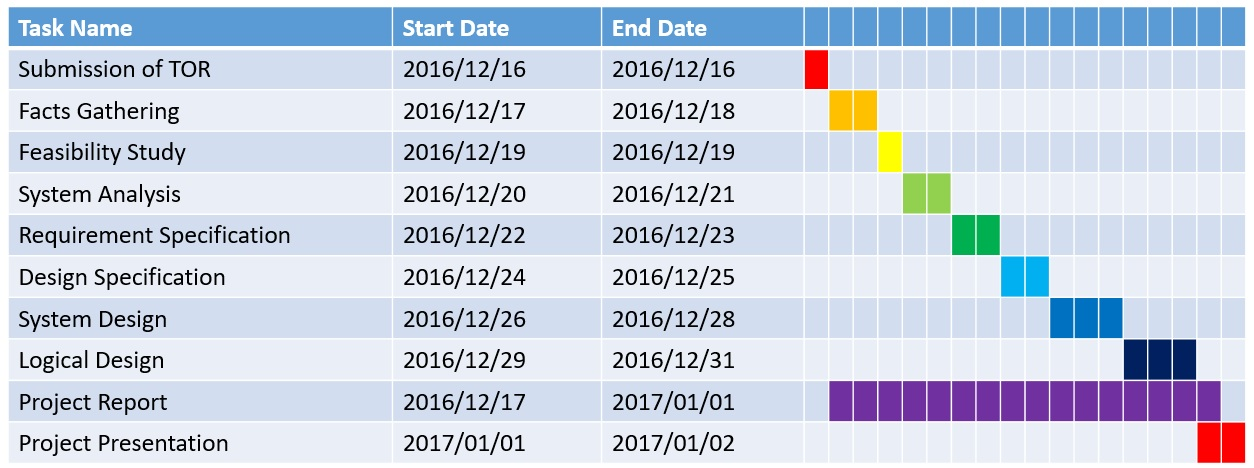 Task Name Start Date End Date
Submission of TOR 2016/12/16 2016/12/16
Facts Gathering 2016/12/17 2016/12/18
Feasibility Study 2016/12/19 2016/12/19
System Analysis 2016/12/20 2016/12/21
Requirement Specification 2016/12/22 2016/12/23
Design Specification 2016/12/24 2016/12/25
System Design 2016/12/26 2016/12/28
Logical Design 2016/12/29 2016/12/31
Project Report 2016/12/17 2017/01/01
Project Presentation 2017/01/01 2017/01/02